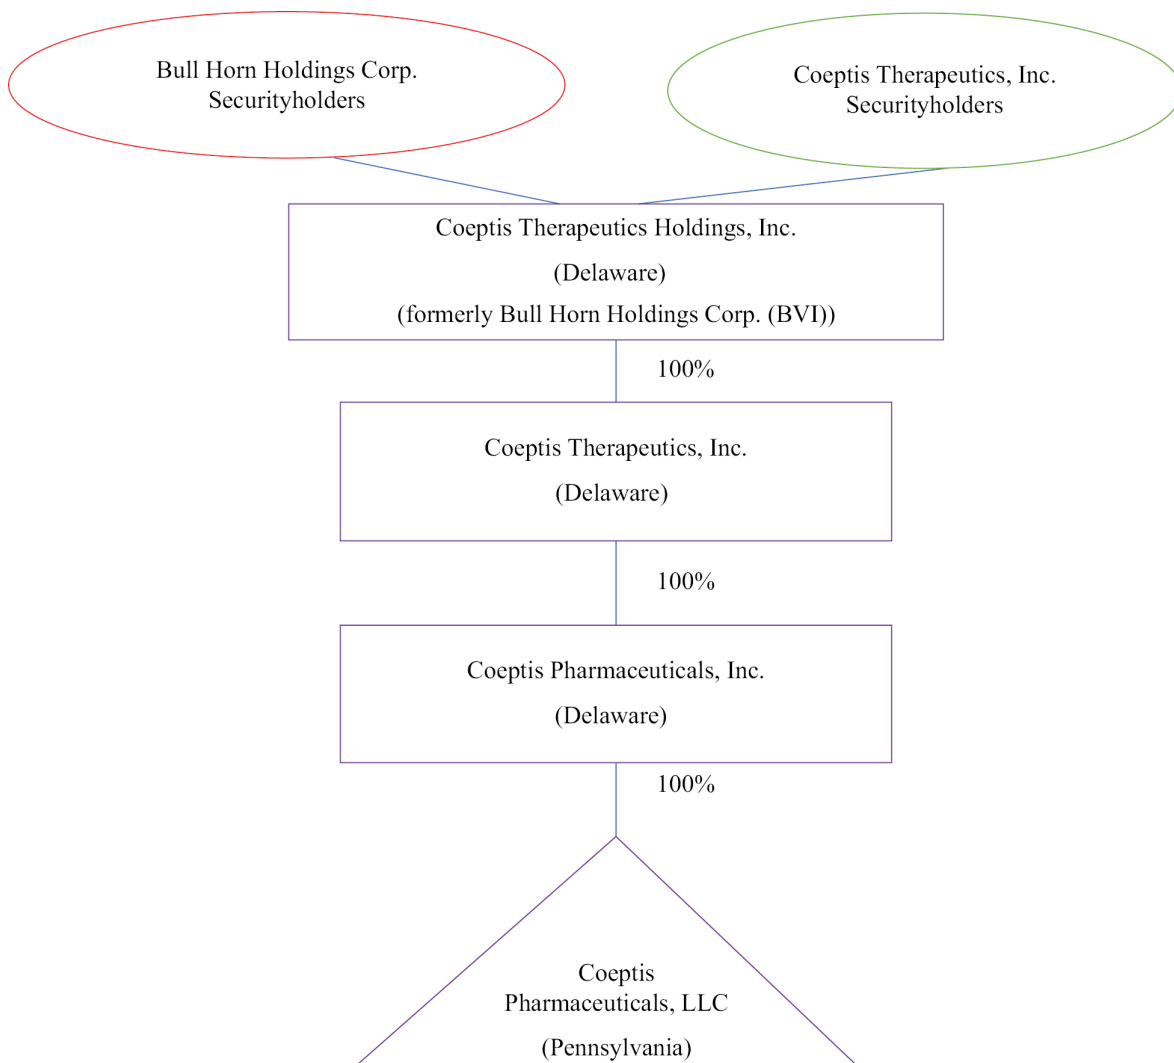 Bull Horn Holdings Corp.
Securityholders
Coeptis Therapeutics, Inc.
Securityholders
Coeptis Therapeutics Holdings, Inc.
(Delaware)
(formerly Bull Horn Holdings Corp. (BVI))
100%
Coeptis Therapeutics, Inc.
(Delaware)
100%
Coeptis Pharmaceuticals, Inc.
(Delaware)
100%
Coeptis
Pharmaceuticals, LLC
(Pennsylvania)